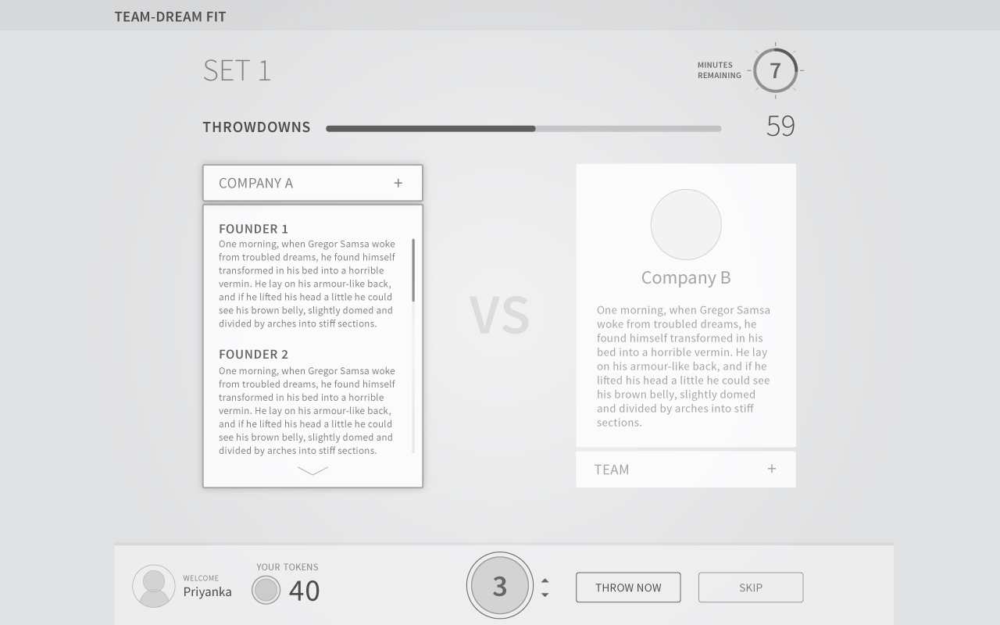 TEAM-DREAM FIT
SET 1
MINUTES
REMAINING
7
THROWDOWNS
59
COMPANY A +
FOUNDER 1
One morning, when Gregor Samsa woke
from troubled dreams, he found himself
transformed in his bed into a horrible
vermin. He lay on his armour-like back,
and if he lifted his head a little he could
see his brown belly, slightly domed and
divided by arches into stiff sections.
FOUNDER 2
One morning, when Gregor Samsa woke
from troubled dreams, he found himself
transformed in his bed into a horrible
vermin. He lay on his armour-like back,
and if he lifted his head a little he could
see his brown belly, slightly domed and
divided by arches into stiff sections.
VS
Company B
One morning, when Gregor Samsa
woke from troubled dreams, he
found himself transformed in his
bed into a horrible vermin. He lay
on his armour-like back, and if he
lifted his head a little he could see
his brown belly, slightly domed
and divided by arches into stiff
sections.
TEAM +
WELCOME
Priyanka
YOUR TOKENS
40
3
THROW NOW
SKIP